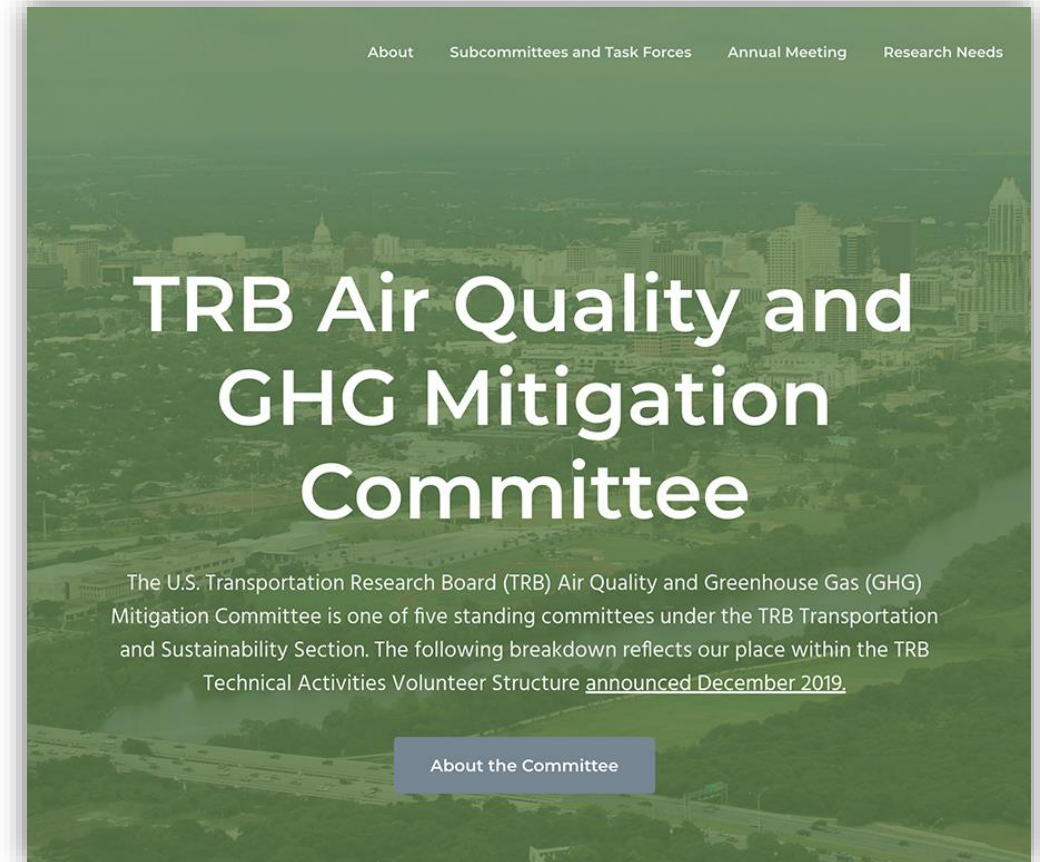 About Subcommittees and Task Forces Annual Meeting Research Needs
TRB Air Quality and
GHG Mitigation
Committee
The U.S. Transportation Research Board (TRB) Air Quality and Greenhouse Gas (GHG)
Mitigation Committee is one of five standing committees under the TRB Transportation
and Sustainability Section. The following breakdown reflects our place within the TRB
Technical Activities Volunteer Structure announced December 2019.
About the Committee